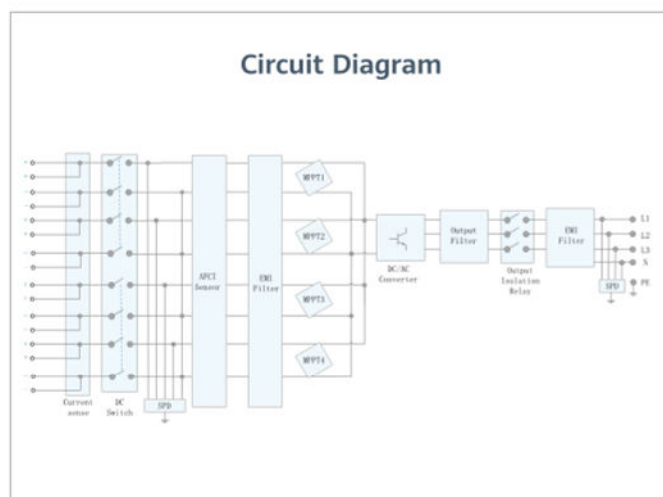 Circuit Diagram
MPPT1
MPPT2
MPPT3
MPPT4
AFCI
Sensor
EMI
Filter
DC/AC
Converter
Output
Filter
Output
Isolation
Relay
EMI
Filter
L1
L2
L3
N
PE
SPD
Current
sense
DC
Switch
SPD